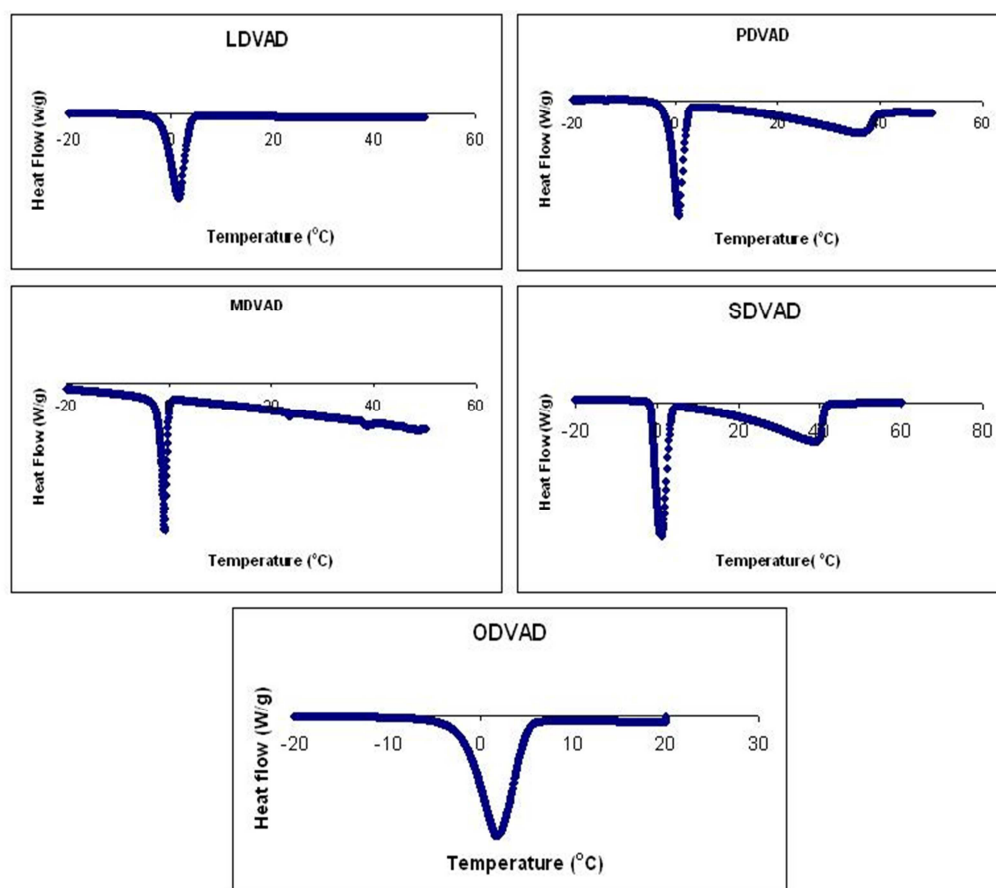 LDVAD
Heat Flow (W/g)
-20 0 20 40 60
Temperature (°C)
PDVAD
Heat Flow (W/g)
-20 0 20 40 60
Temperature (°C)
MDVAD
Heat Flow (W/g)
-20 0 20 40 60
Temperature (°C)
SDVAD
Heat Flow (W/g)
-20 0 20 40 60 80
Temperature( °C)
ODVAD
Heat flow (W/g)
-20 -10 0 10 20 30
Temperature (°C)